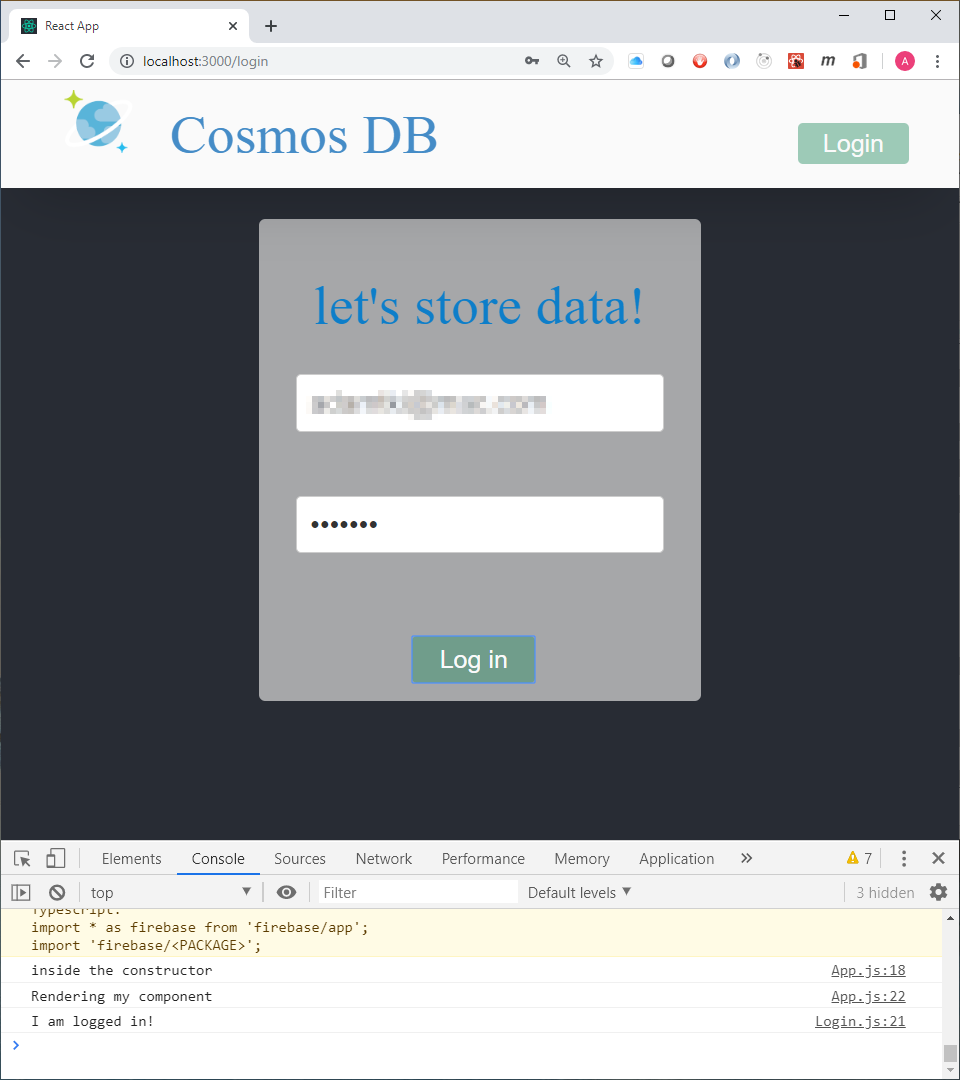 React App
localhost:3000/login
m
A
Cosmos DB
Login
let's store data!
•••••••
Log in
Elements Console Sources Network Performance Memory Application » 7
top Filter Default levels 3 hidden
Typescript:
import * as firebase from 'firebase/app';
import 'firebase/<PACKAGE>';
inside the constructor App.js:18
Rendering my component App.js:22
I am logged in! Login.js:21
>